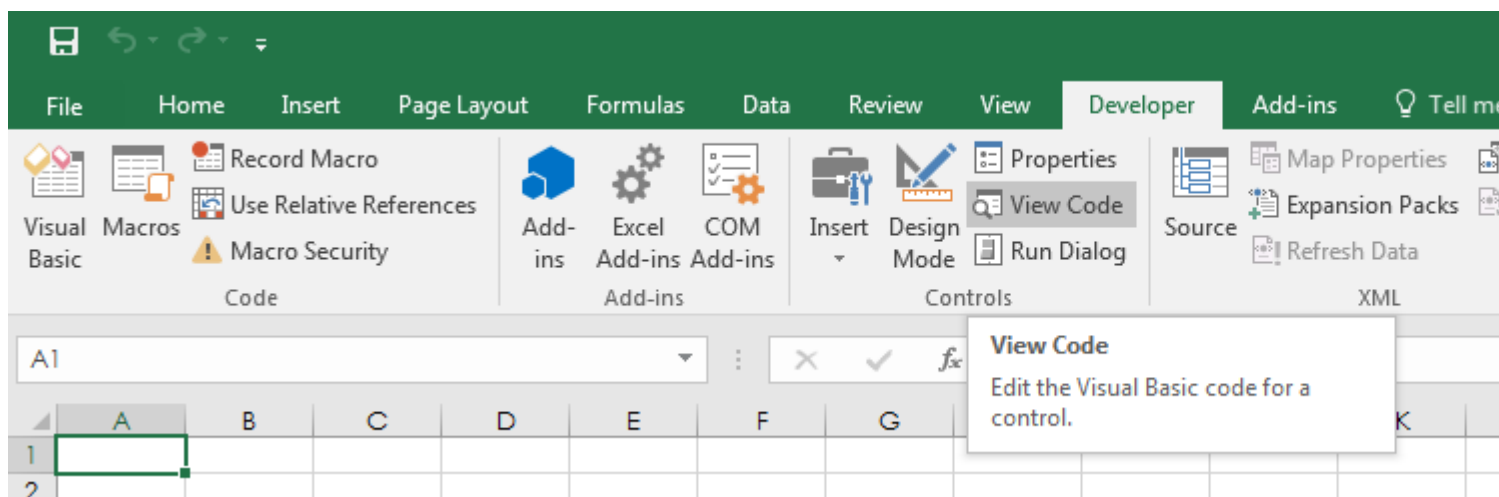 File Home Insert Page Layout Formulas Data Review View Developer Add-ins Tell me
Record Macro
Use Relative References
Macro Security
Visual Basic
Macros
Code
Add-ins
Excel Add-ins
COM Add-ins
Add-ins
Insert
Design Mode
Properties
View Code
Run Dialog
Controls
Source
Map Properties
Expansion Packs
Refresh Data
XML
A1
fx
View Code
Edit the Visual Basic code for a
control.
A B C D E F G K
1
2